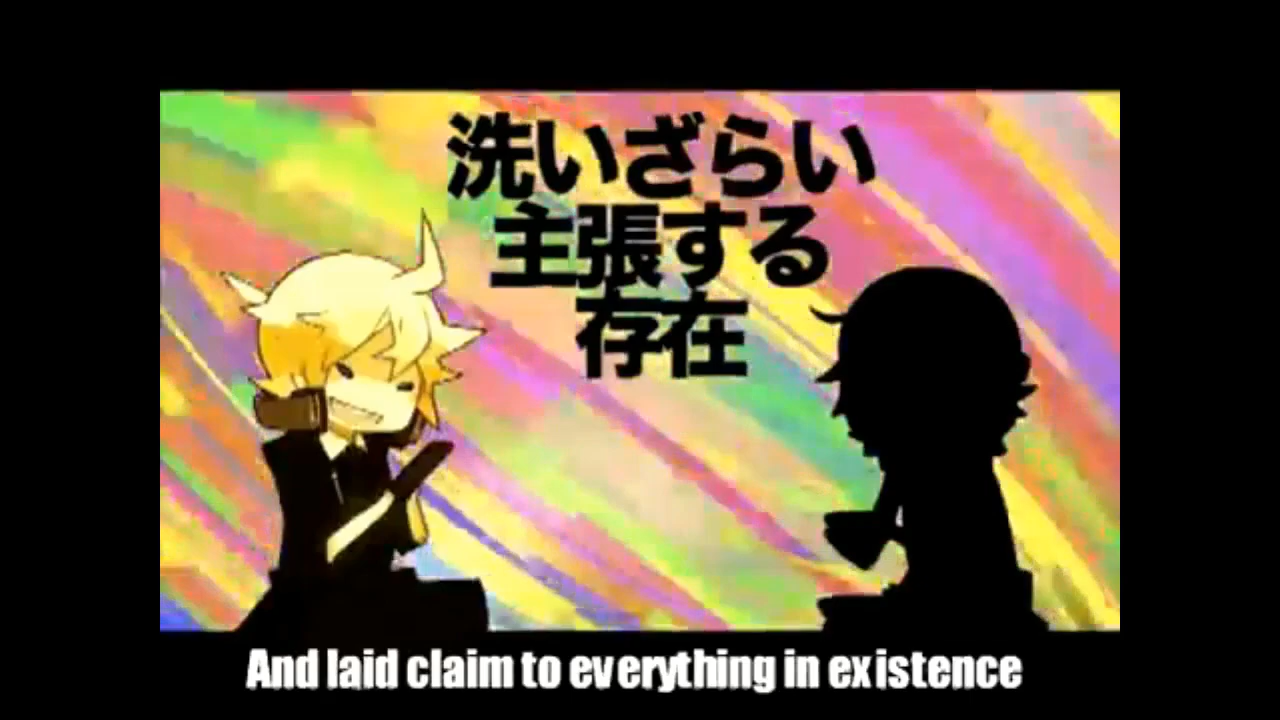 洗いざらい
主張する
存在
And laid claim to everything in existence